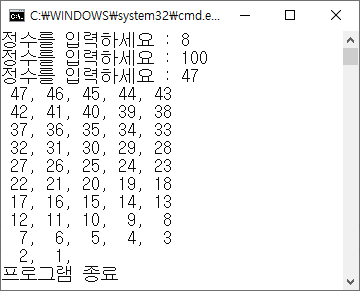 C:₩WINDOWS₩system32₩cmd.e...
정수를 입력하세요 : 8
정수를 입력하세요 : 100
정수를 입력하세요 : 47
47, 46, 45, 44, 43
42, 41, 40, 39, 38
37, 36, 35, 34, 33
32, 31, 30, 29, 28
27, 26, 25, 24, 23
22, 21, 20, 19, 18
17, 16, 15, 14, 13
12, 11, 10, 9, 8
7, 6, 5, 4, 3
2, 1,
프로그램 종료